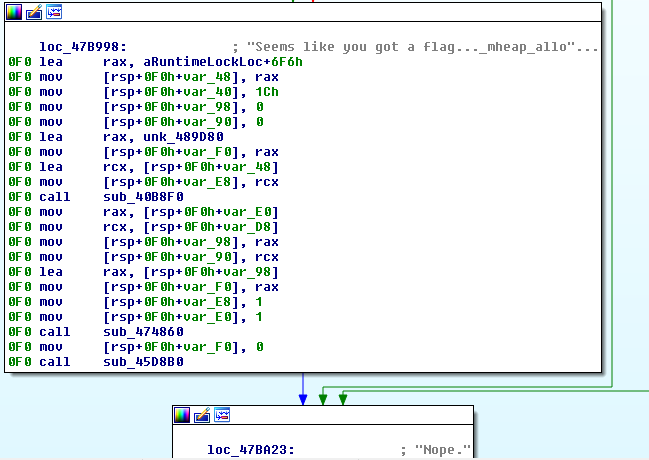 loc_47B998: ; "Seems like you got a flag..._mheap_allo"...
0F0 lea rax, aRuntimeLockLoc+6F6h
0F0 mov [rsp+0F0h+var_48], rax
0F0 mov [rsp+0F0h+var_40], 1Ch
0F0 mov [rsp+0F0h+var_98], 0
0F0 mov [rsp+0F0h+var_90], 0
0F0 lea rax, unk_489D80
0F0 mov [rsp+0F0h+var_F0], rax
0F0 lea rcx, [rsp+0F0h+var_48]
0F0 mov [rsp+0F0h+var_E8], rcx
0F0 call sub_40B8F0
0F0 mov rax, [rsp+0F0h+var_E0]
0F0 mov rcx, [rsp+0F0h+var_D8]
0F0 mov [rsp+0F0h+var_98], rax
0F0 mov [rsp+0F0h+var_90], rcx
0F0 lea rax, [rsp+0F0h+var_98]
0F0 mov [rsp+0F0h+var_F0], rax
0F0 mov [rsp+0F0h+var_E8], 1
0F0 mov [rsp+0F0h+var_E0], 1
0F0 call sub_474860
0F0 mov [rsp+0F0h+var_F0], 0
0F0 call sub_45D8B0
loc_47BA23: ; "Nope."